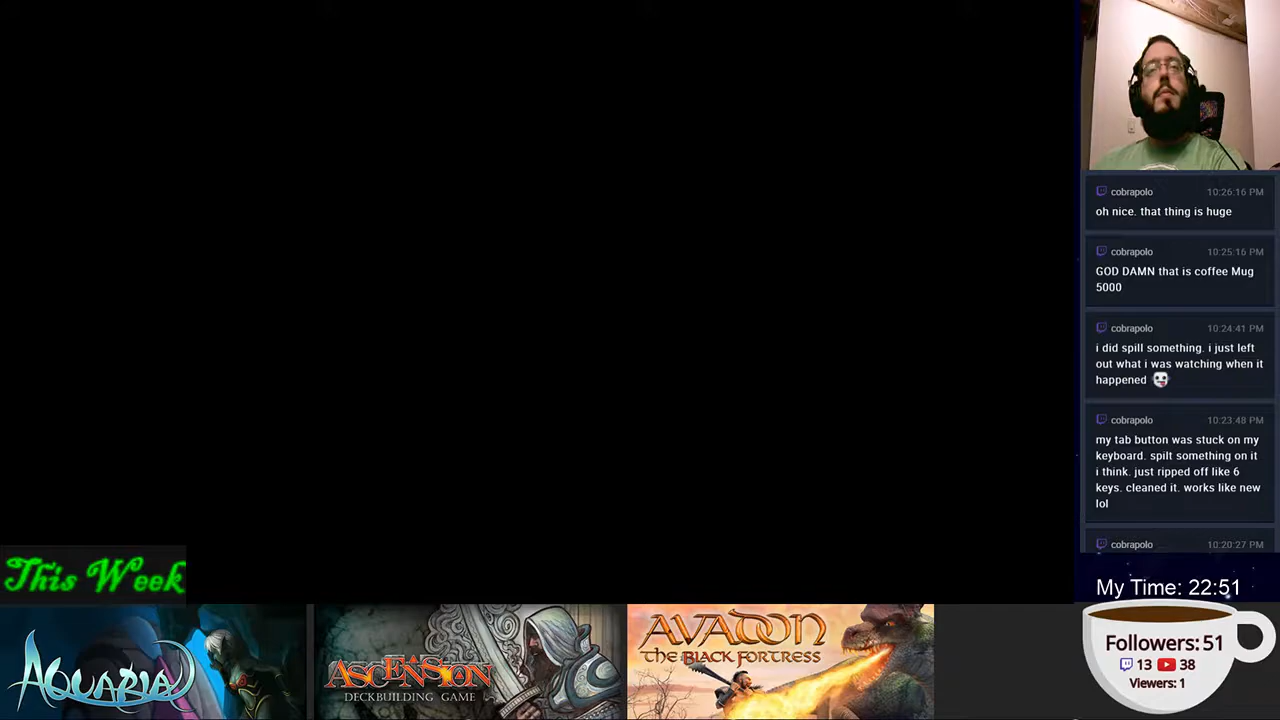 cobrapolo 10:26:16 PM
oh nice. that thing is huge
cobrapolo 10:25:16 PM
GOD DAMN that is coffee Mug
5000
cobrapolo 10:24:41 PM
i did spill something. i just left
out what i was watching when it
happened
cobrapolo 10:23:48 PM
my tab button was stuck on my
keyboard. spilt something on it
i think. just ripped off like 6
keys. cleaned it. works like new
lol
cobrapolo 10:20:27 PM
This Week
My Time: 22:51
AQUARIA
ASCENSION
DECKBUILDING GAME
AVADON
THE BLACK FORTRESS
Followers: 51
13 38
Viewers: 1